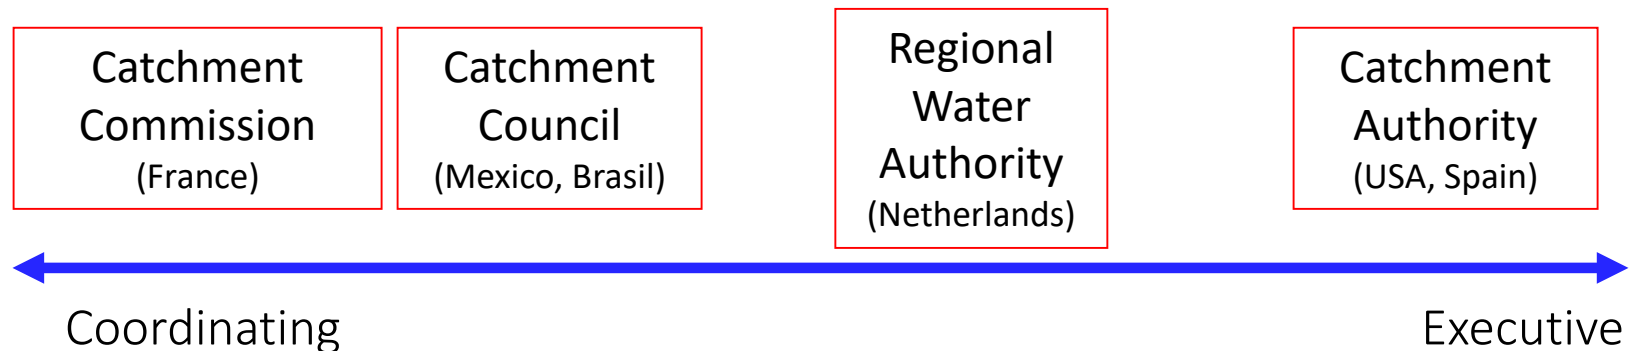 Catchment
Commission
(France)
Catchment
Council
(Mexico, Brasil)
Regional
Water
Authority
(Netherlands)
Catchment
Authority
(USA, Spain)
Coordinating
Executive